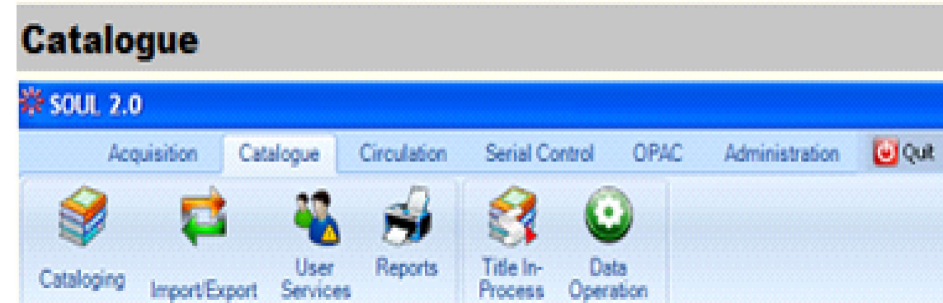 Catalogue
SOUL 2.0
Acquisition Catalogue Circulation Serial Control OPAC Administration Quit
Cataloging Import/Export User Services Reports Title In-Process Data Operation